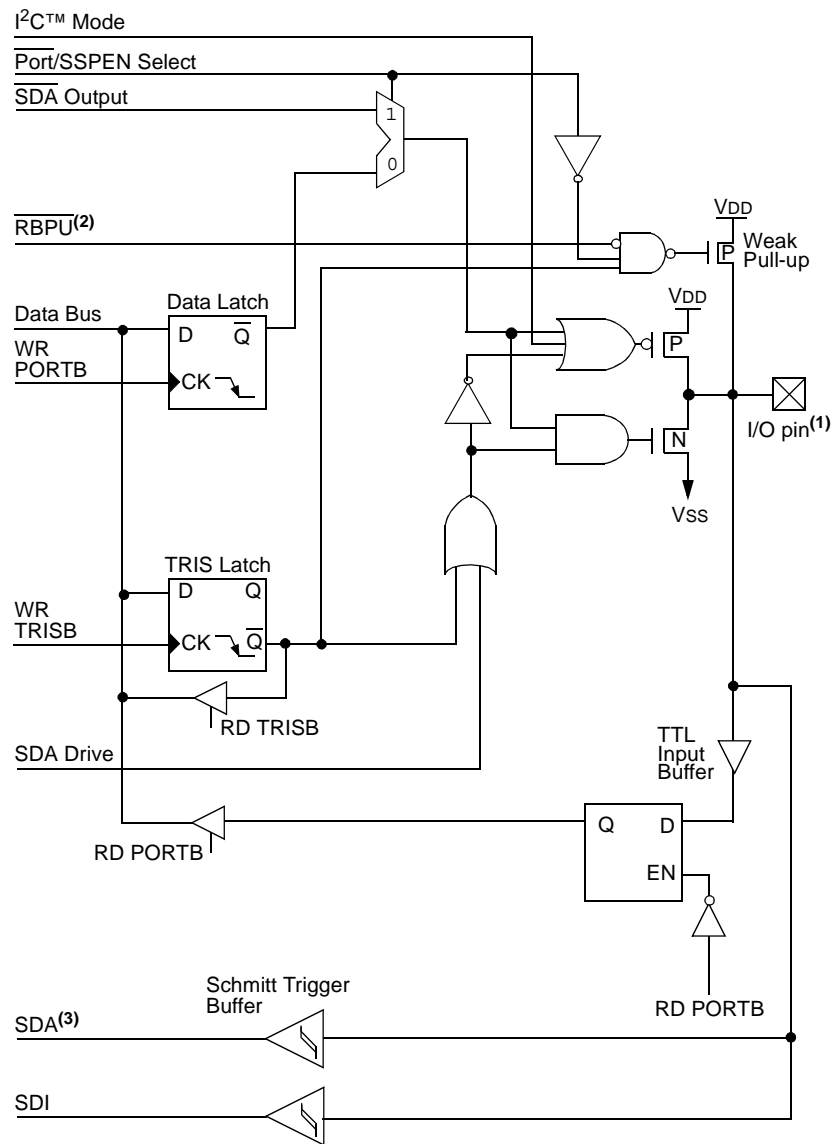 I2C™ Mode
Port/SSPEN Select
SDA Output
1
0
RBPU(2)
VDD
P
Weak
Pull-up
Data Latch
Data Bus
D
Q
WR
PORTB
CK
VDD
P
I/O pin(1)
N
VSS
TRIS Latch
D
Q
WR
TRISB
CK
Q
RD TRISB
SDA Drive
TTL
Input
Buffer
Q
D
EN
RD PORTB
RD PORTB
Schmitt Trigger
Buffer
SDA(3)
SDI